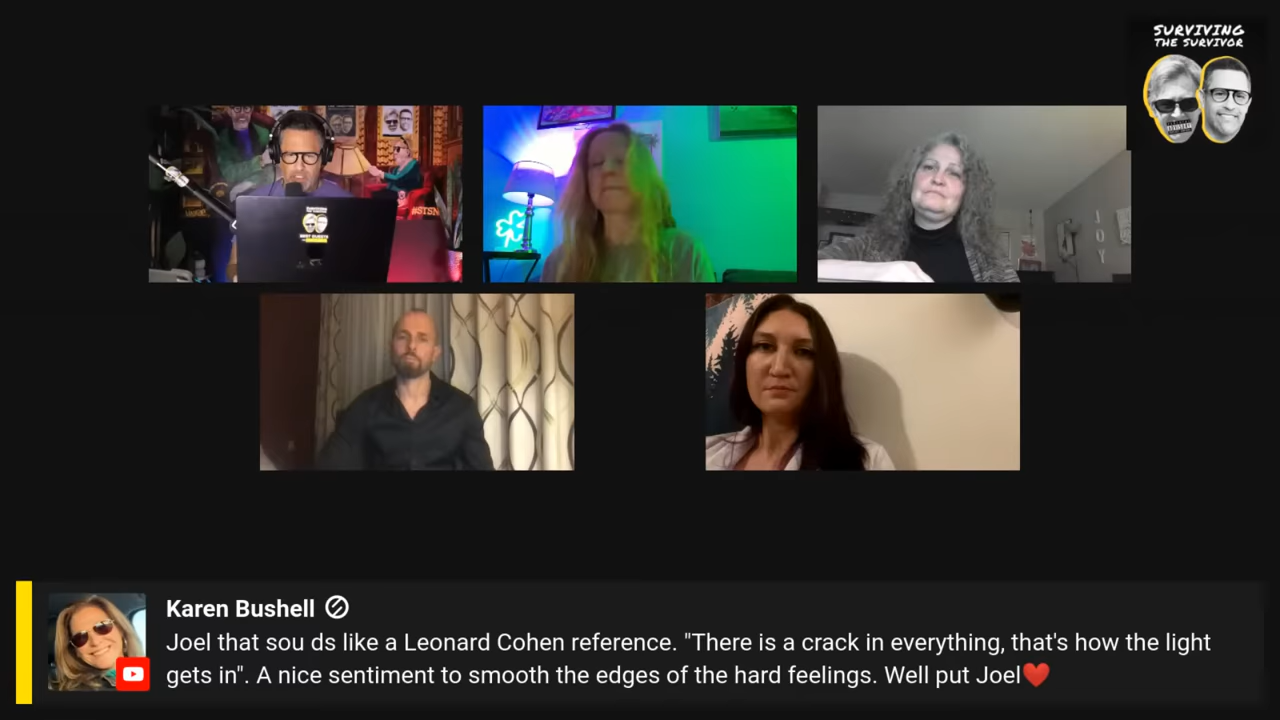 SURVIVING
THE SURVIVOR
#STSN
JOY
Karen Bushell
Joel that sou ds like a Leonard Cohen reference. "There is a crack in everything, that's how the light
gets in". A nice sentiment to smooth the edges of the hard feelings. Well put Joel❤️